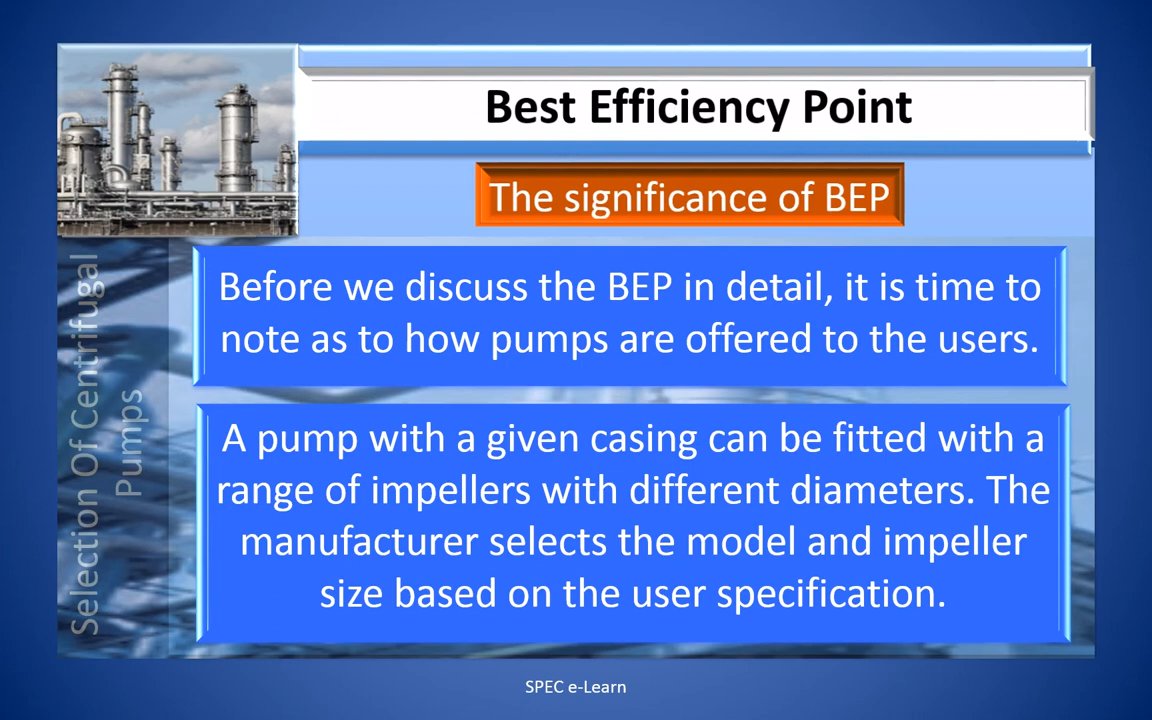 Best Efficiency Point
The significance of BEP
Before we discuss the BEP in detail, it is time to
note as to how pumps are offered to the users.
A pump with a given casing can be fitted with a
range of impellers with different diameters. The
manufacturer selects the model and impeller
size based on the user specification.
Selection Of Centrifugal
Pumps
SPEC e-Learn